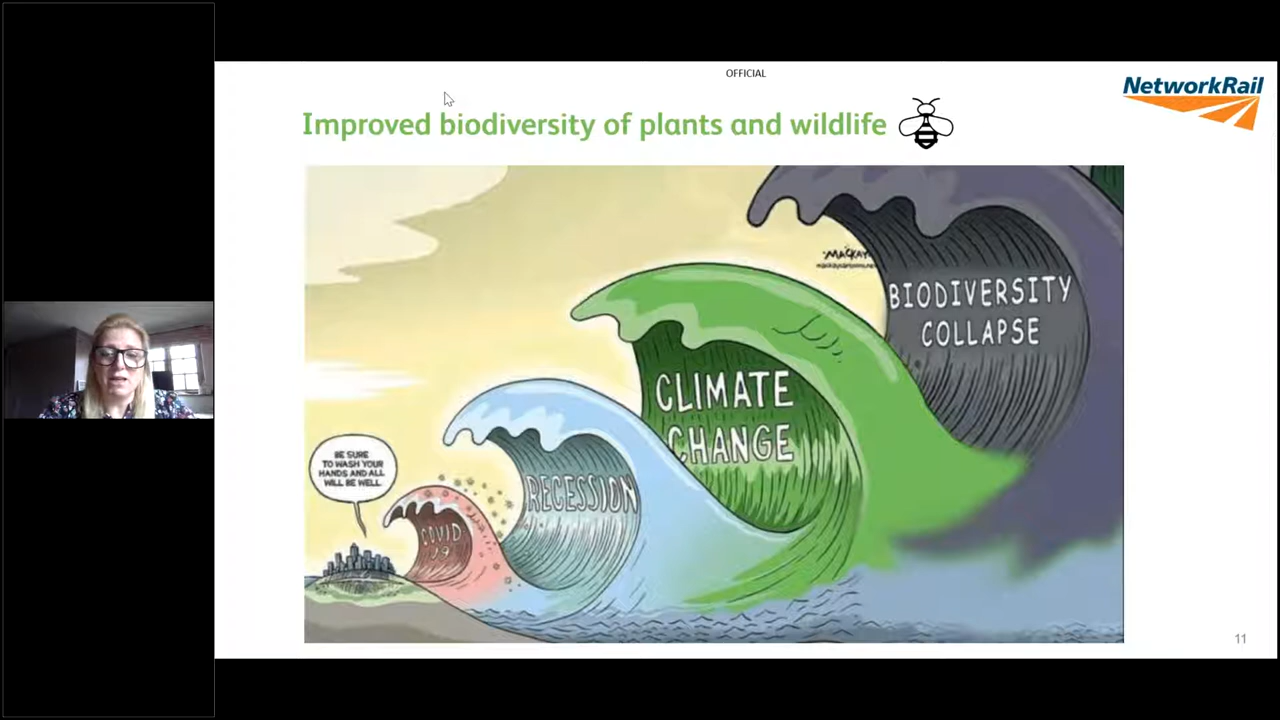 OFFICIAL
NetworkRail
Improved biodiversity of plants and wildlife
MACKAY
BIODIVERSITY
COLLAPSE
CLIMATE
CHANGE
RECESSION
BE SURE
TO WASH YOUR
HANDS AND ALL
WILL BE WELL.
COVID
19
11